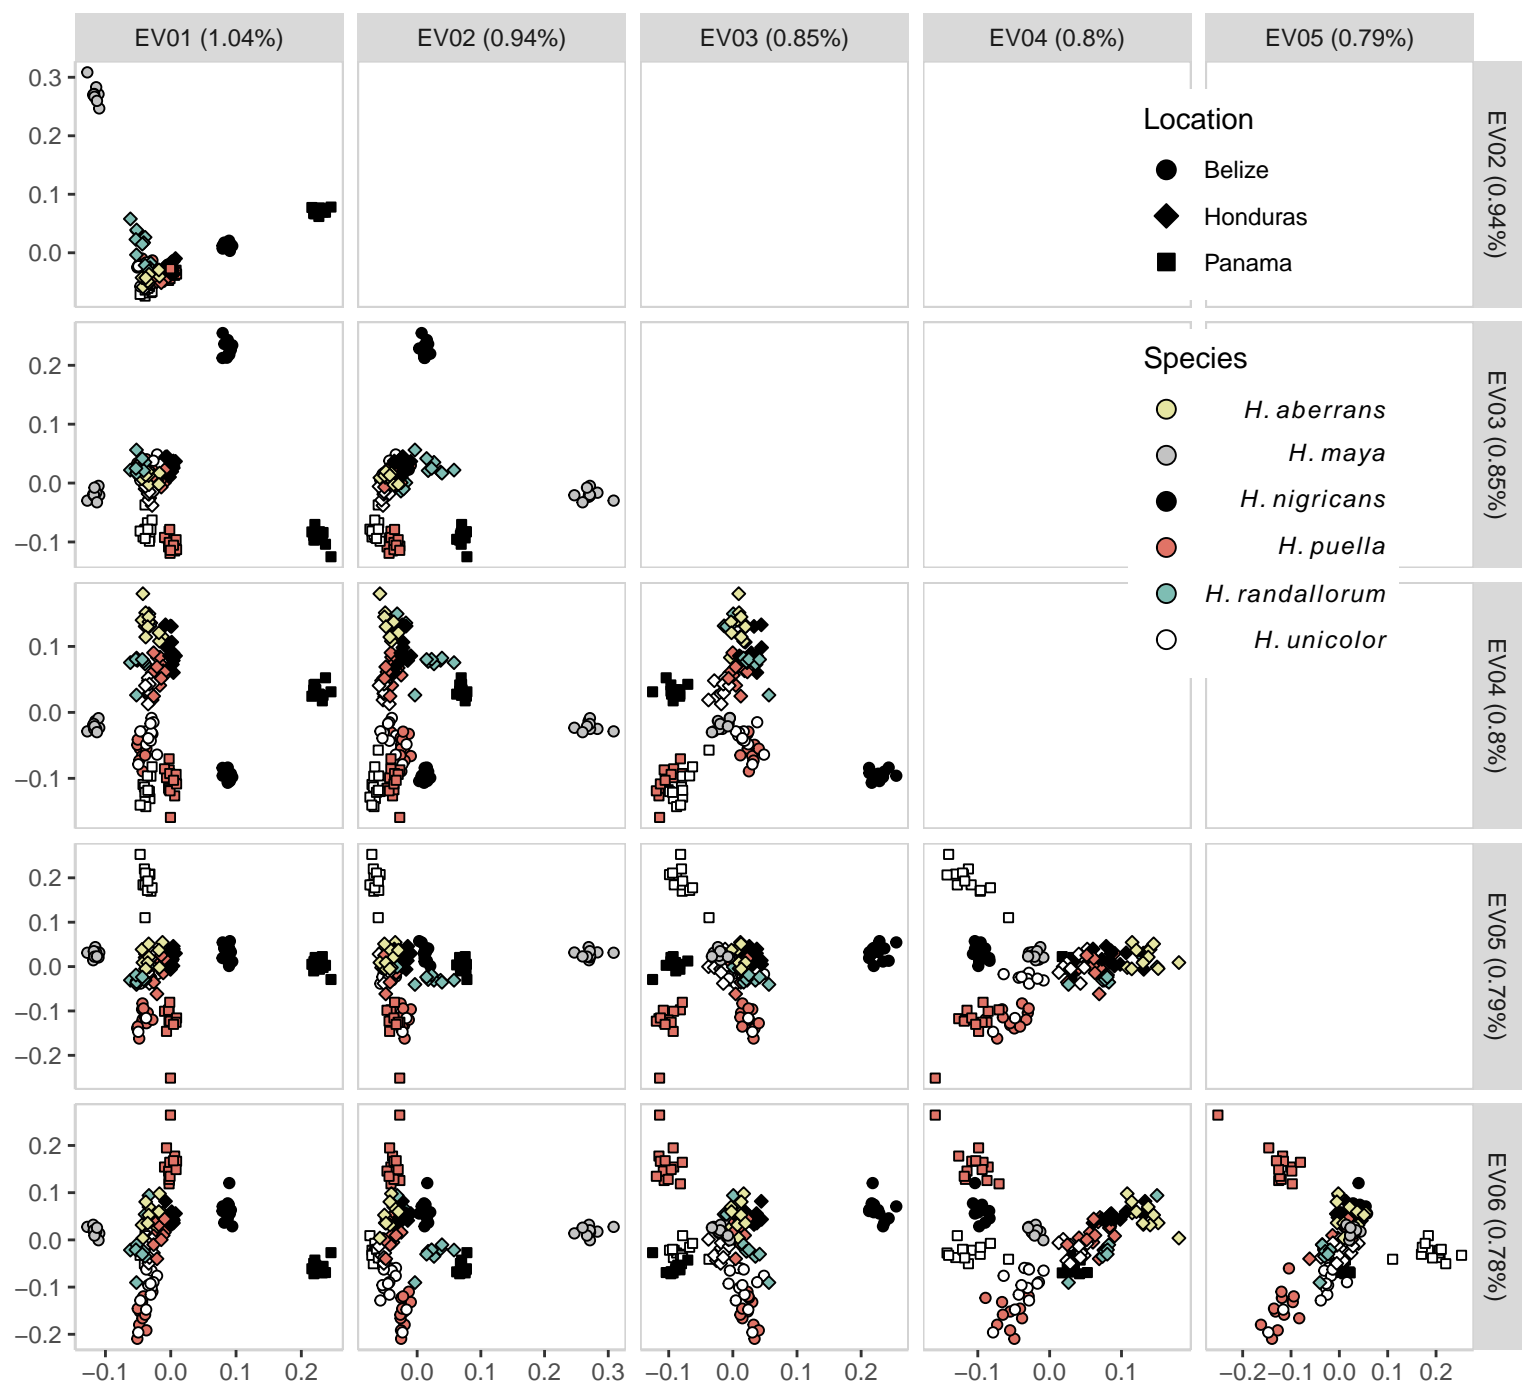 EV01 (1.04%) EV02 (0.94%) EV03 (0.85%) EV04 (0.8%) EV05 (0.79%)
0.3
0.2
0.1
0.0
EV02 (0.94%)
Location
Belize
Honduras
Panama
0.2
0.1
0.0
−0.1
EV03 (0.85%)
Species
H. aberrans
H. maya
H. nigricans
H. puella
H. randallorum
H. unicolor
0.1
0.0
−0.1
EV04 (0.8%)
0.2
0.1
0.0
−0.1
−0.2
EV05 (0.79%)
0.2
0.1
0.0
−0.1
−0.2
EV06 (0.78%)
−0.1 0.0 0.1 0.2 0.0 0.1 0.2 0.3 −0.1 0.0 0.1 0.2 −0.1 0.0 0.1 −0.2 −0.1 0.0 0.1 0.2